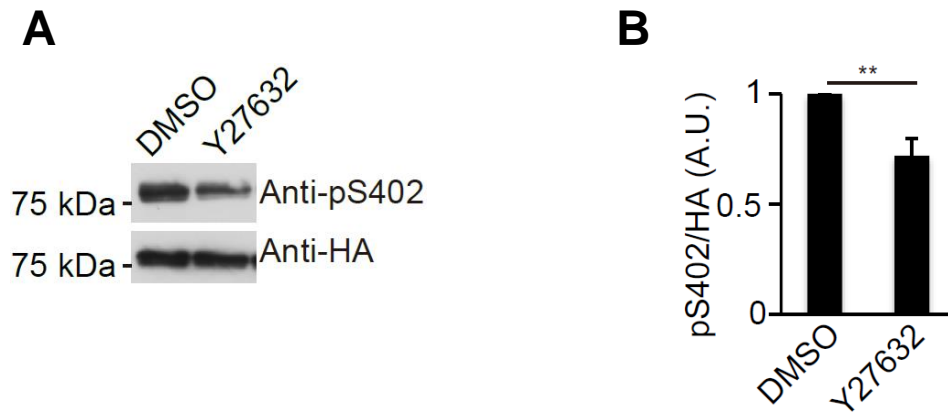 A
DMSO
Y27632
75 kDa
Anti-pS402
75 kDa
Anti-HA
B
**
pS402/HA (A.U.)
1
0.5
0
DMSO
Y27632